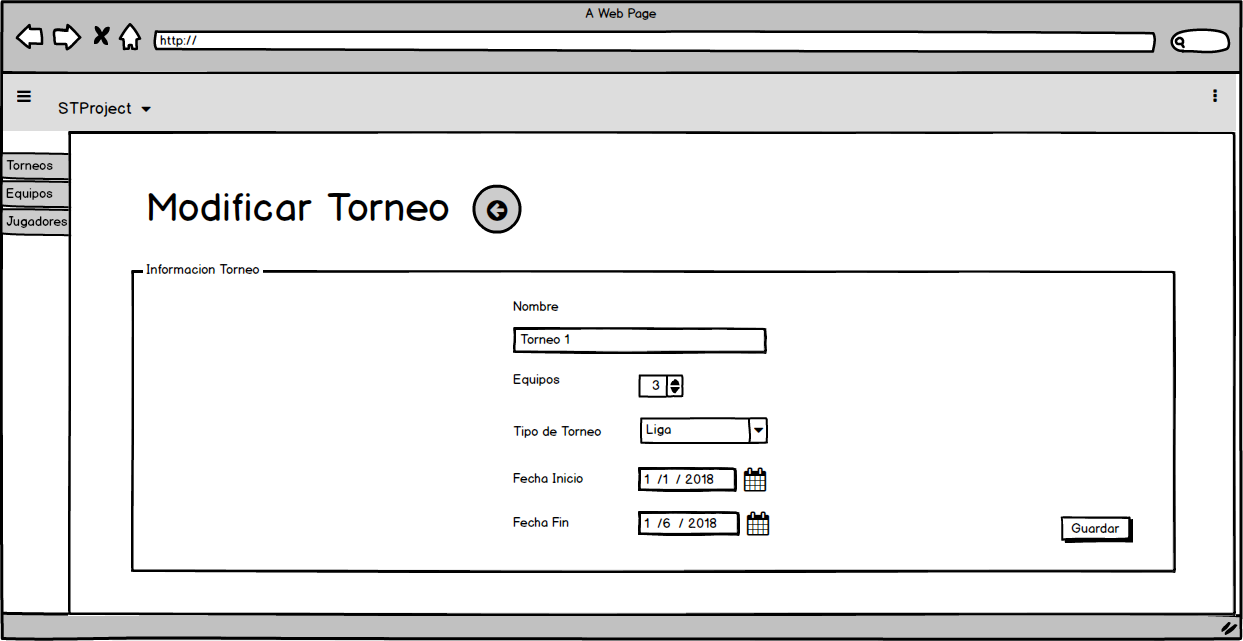 A Web Page
http://
STProject
Torneos
Equipos
Jugadores
Modificar Torneo
Informacion Torneo
Nombre
Torneo 1
Equipos 3
Tipo de Torneo Liga
Fecha Inicio 1 /1 / 2018
Fecha Fin 1 /6 / 2018
Guardar